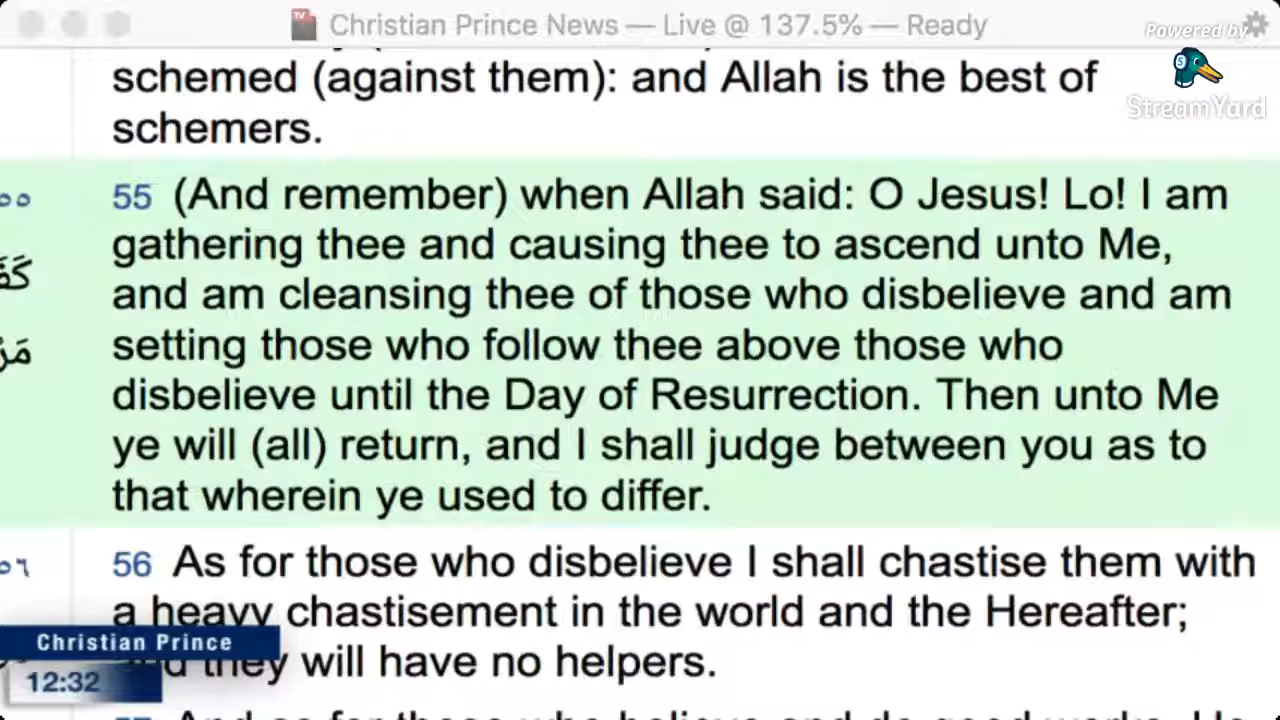 Christian Prince News — Live @ 137.5% — Ready
Powered by
StreamYard
schemed (against them): and Allah is the best of
schemers.
٥٥
55 (And remember) when Allah said: O Jesus! Lo! I am
gathering thee and causing thee to ascend unto Me,
and am cleansing thee of those who disbelieve and am
setting those who follow thee above those who
disbelieve until the Day of Resurrection. Then unto Me
ye will (all) return, and I shall judge between you as to
that wherein ye used to differ.
٥٦
56 As for those who disbelieve I shall chastise them with
a heavy chastisement in the world and the Hereafter;
and they will have no helpers.
Christian Prince
12:32